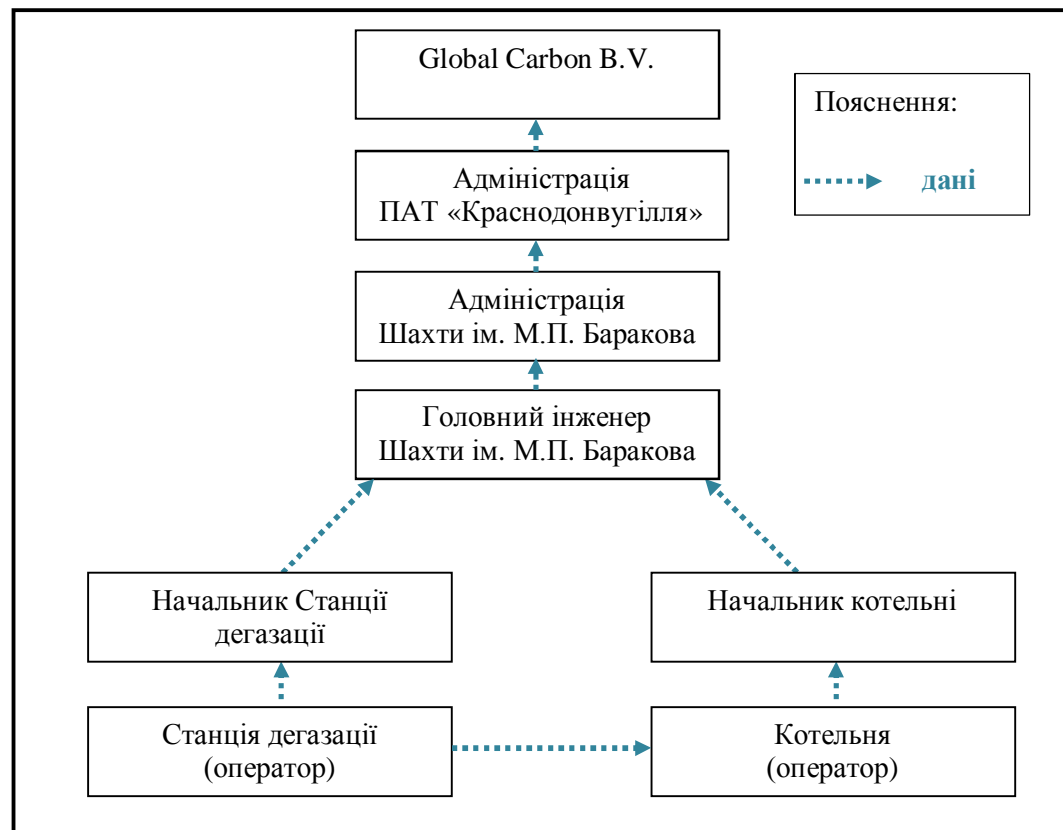 Global Carbon B.V.
Пояснення:
дані
Адміністрація
ПАТ «Краснодонвугілля»
Адміністрація
Шахти ім. М.П. Баракова
Головний інженер
Шахти ім. М.П. Баракова
Начальник Станції
дегазації
Начальник котельні
Станція дегазації
(оператор)
Котельня
(оператор)